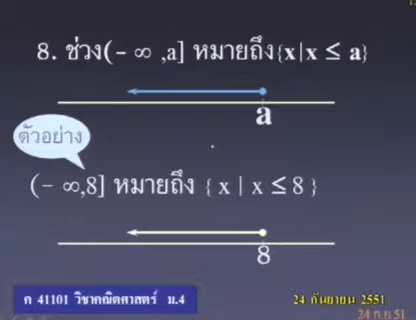 8. ช่วง(- ∞ ,a] หมายถึง{x|x ≤ a}
a
ตัวอย่าง
(- ∞,8] หมายถึง { x | x ≤ 8 }
8
ค 41101 วิชาคณิตศาสตร์ ม.4
24 กันยายน 2551
24 ก.ย.51